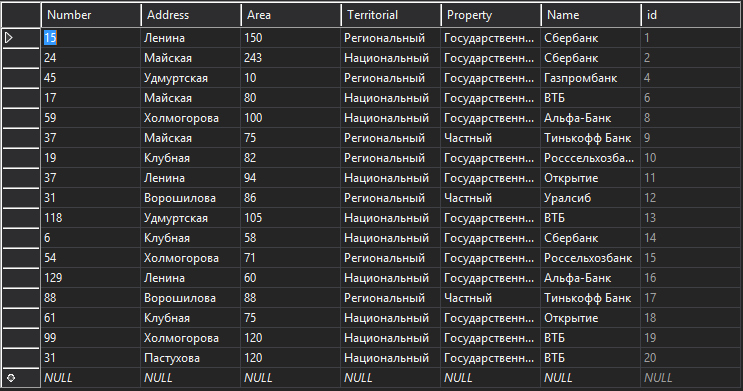 Number Address Area Territorial Property Name id
15 Ленина 150 Региональный Государственн... Сбербанк 1
24 Майская 243 Национальный Государственн... Сбербанк 2
45 Удмуртская 10 Региональный Государственн... Газпромбанк 4
17 Майская 80 Национальный Государственн... ВТБ 6
59 Холмогорова 100 Национальный Государственн... Альфа-Банк 8
37 Майская 75 Региональный Частный Тинькофф Банк 9
19 Клубная 82 Региональный Государственн... Росссельхозба... 10
37 Ленина 94 Национальный Государственн... Открытие 11
31 Ворошилова 86 Региональный Частный Уралсиб 12
118 Удмуртская 105 Национальный Государственн... ВТБ 13
6 Клубная 58 Национальный Государственн... Сбербанк 14
54 Холмогорова 71 Региональный Государственн... Россельхозбанк 15
129 Ленина 60 Национальный Государственн... Альфа-Банк 16
88 Ворошилова 88 Региональный Частный Тинькофф Банк 17
61 Клубная 75 Национальный Государственн... Открытие 18
99 Холмогорова 120 Национальный Государственн... ВТБ 19
31 Пастухова 120 Национальный Государственн... ВТБ 20
NULL NULL NULL NULL NULL NULL NULL